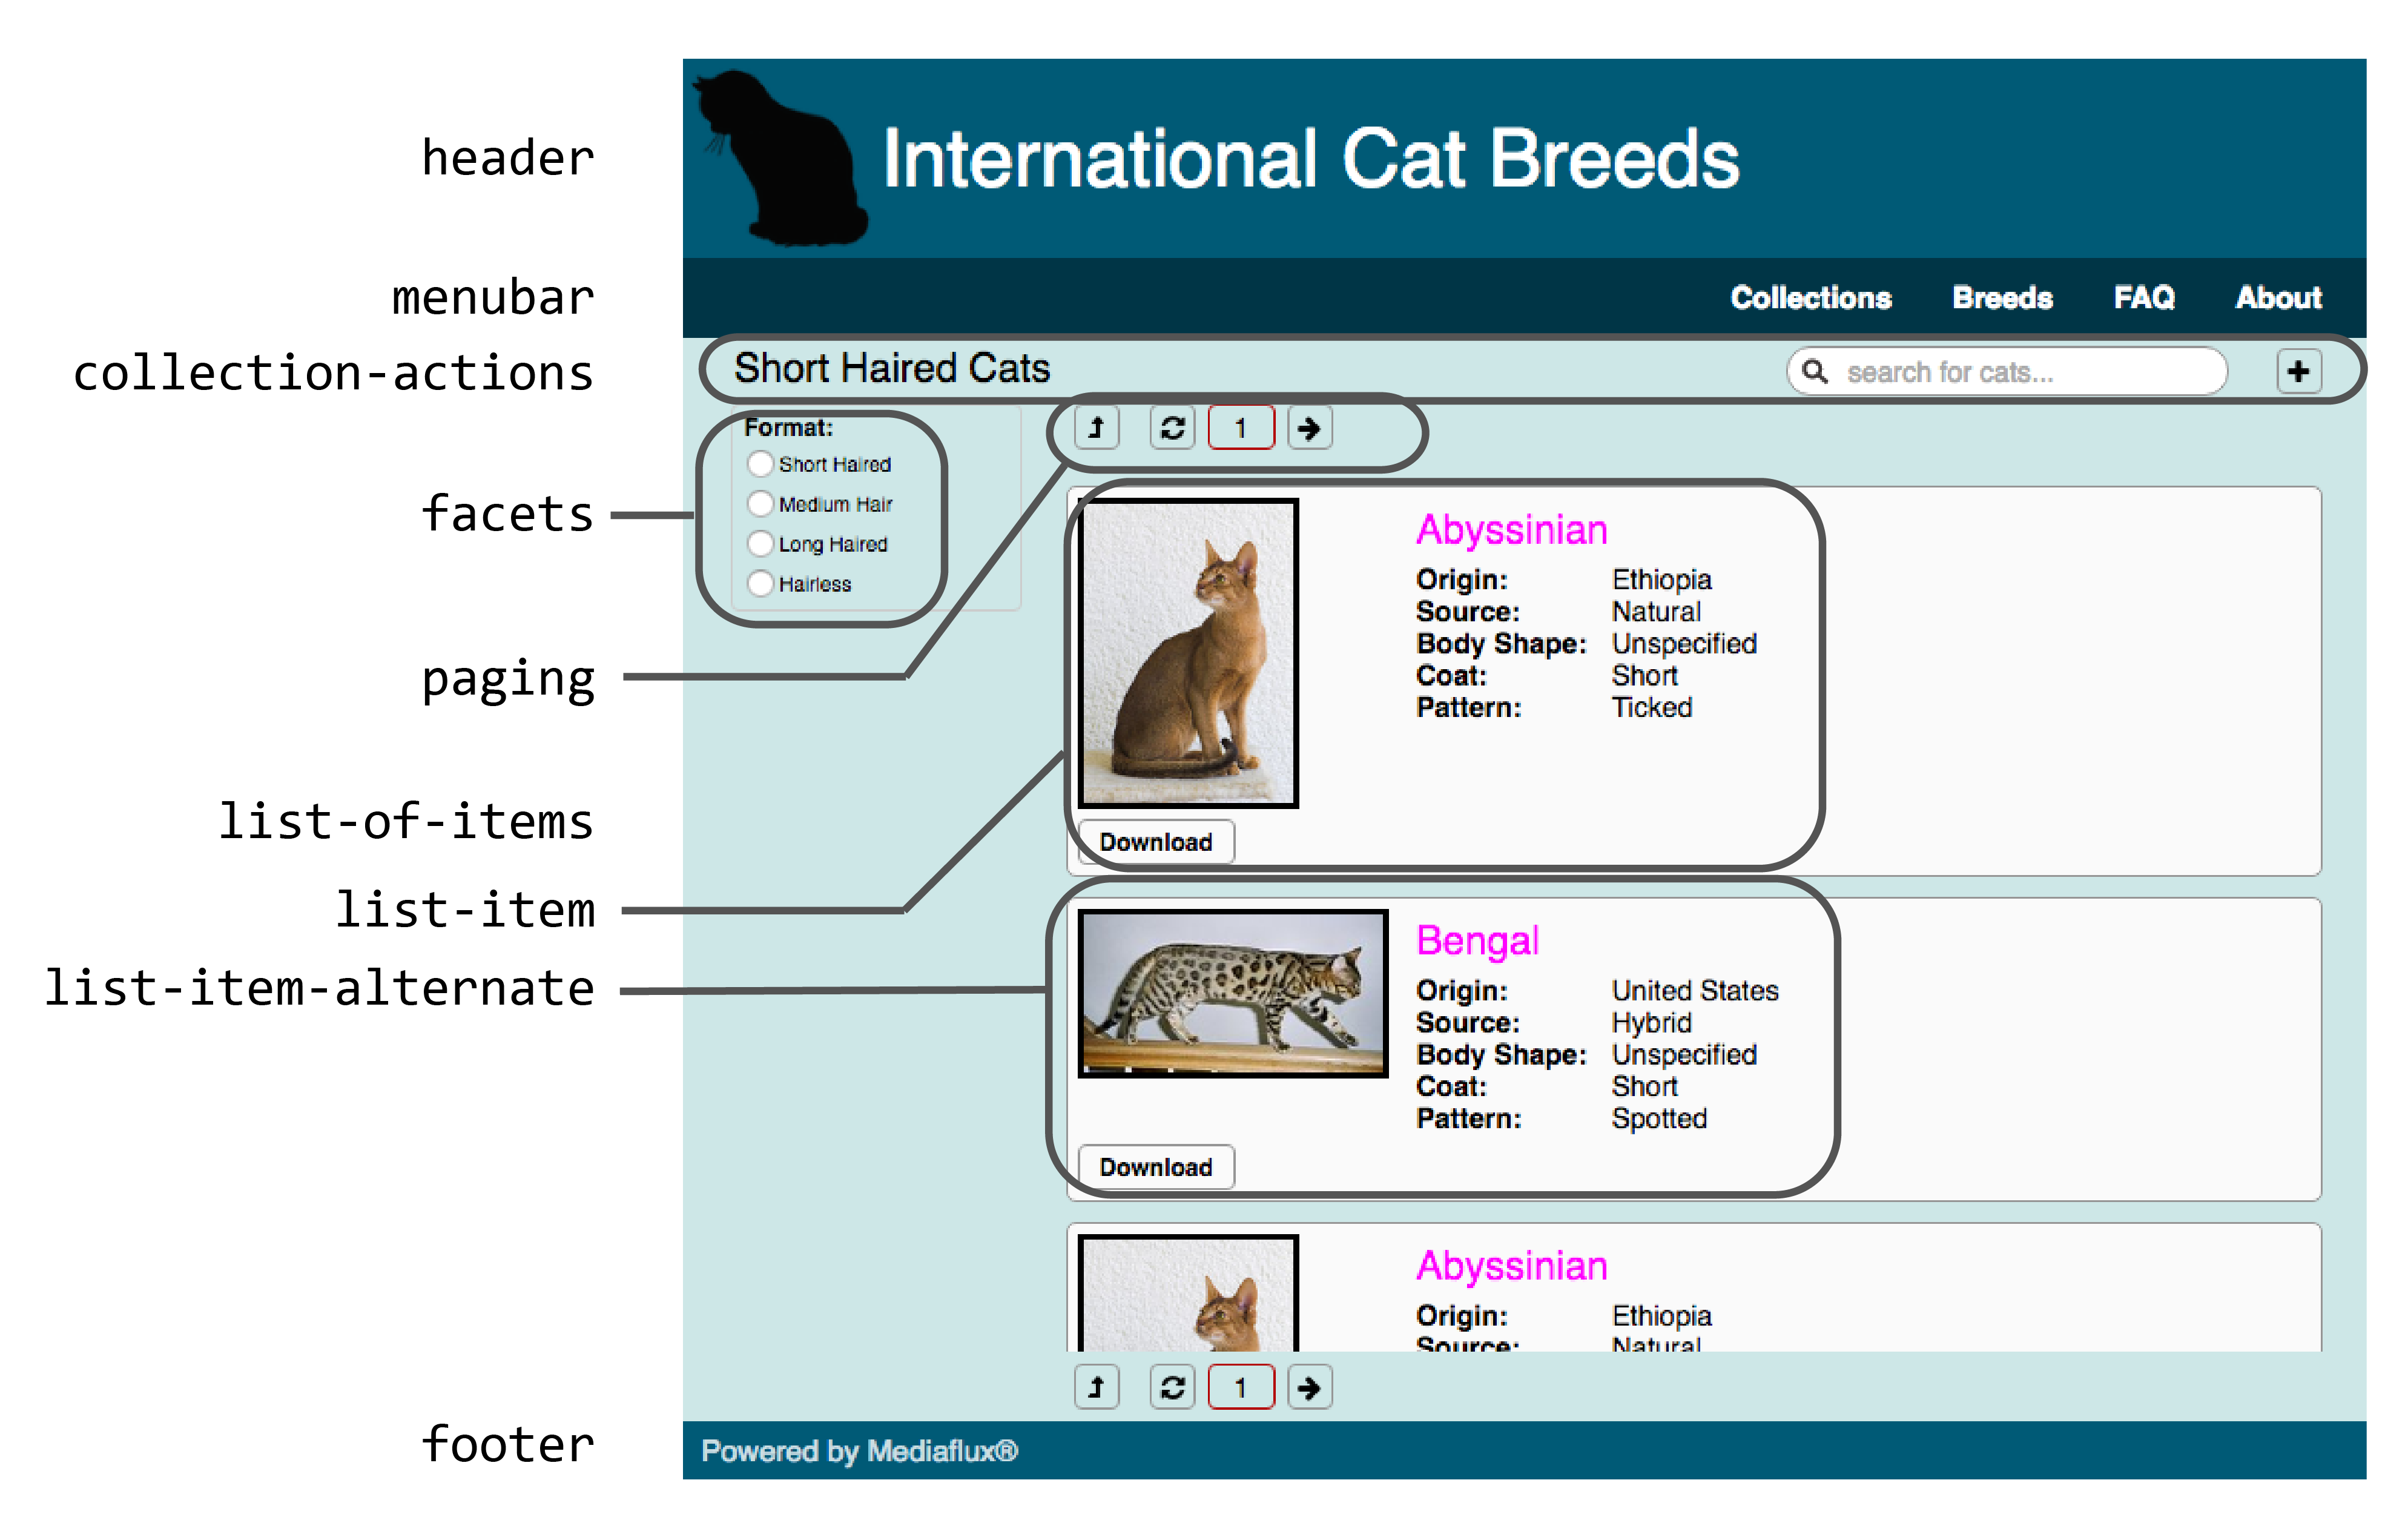 header
International Cat Breeds
menubar
Collections Breeds FAQ About
collection-actions
Short Haired Cats
search for cats...
Format:
Short Haired
Medium Hair
Long Haired
Hairless
facets
1
paging
list-of-items
list-item
list-item-alternate
Abyssinian
Origin: Ethiopia
Source: Natural
Body Shape: Unspecified
Coat: Short
Pattern: Ticked
Download
Bengal
Origin: United States
Source: Hybrid
Body Shape: Unspecified
Coat: Short
Pattern: Spotted
Download
Abyssinian
Origin: Ethiopia
Source: Natural
1
footer
Powered by Mediaflux®